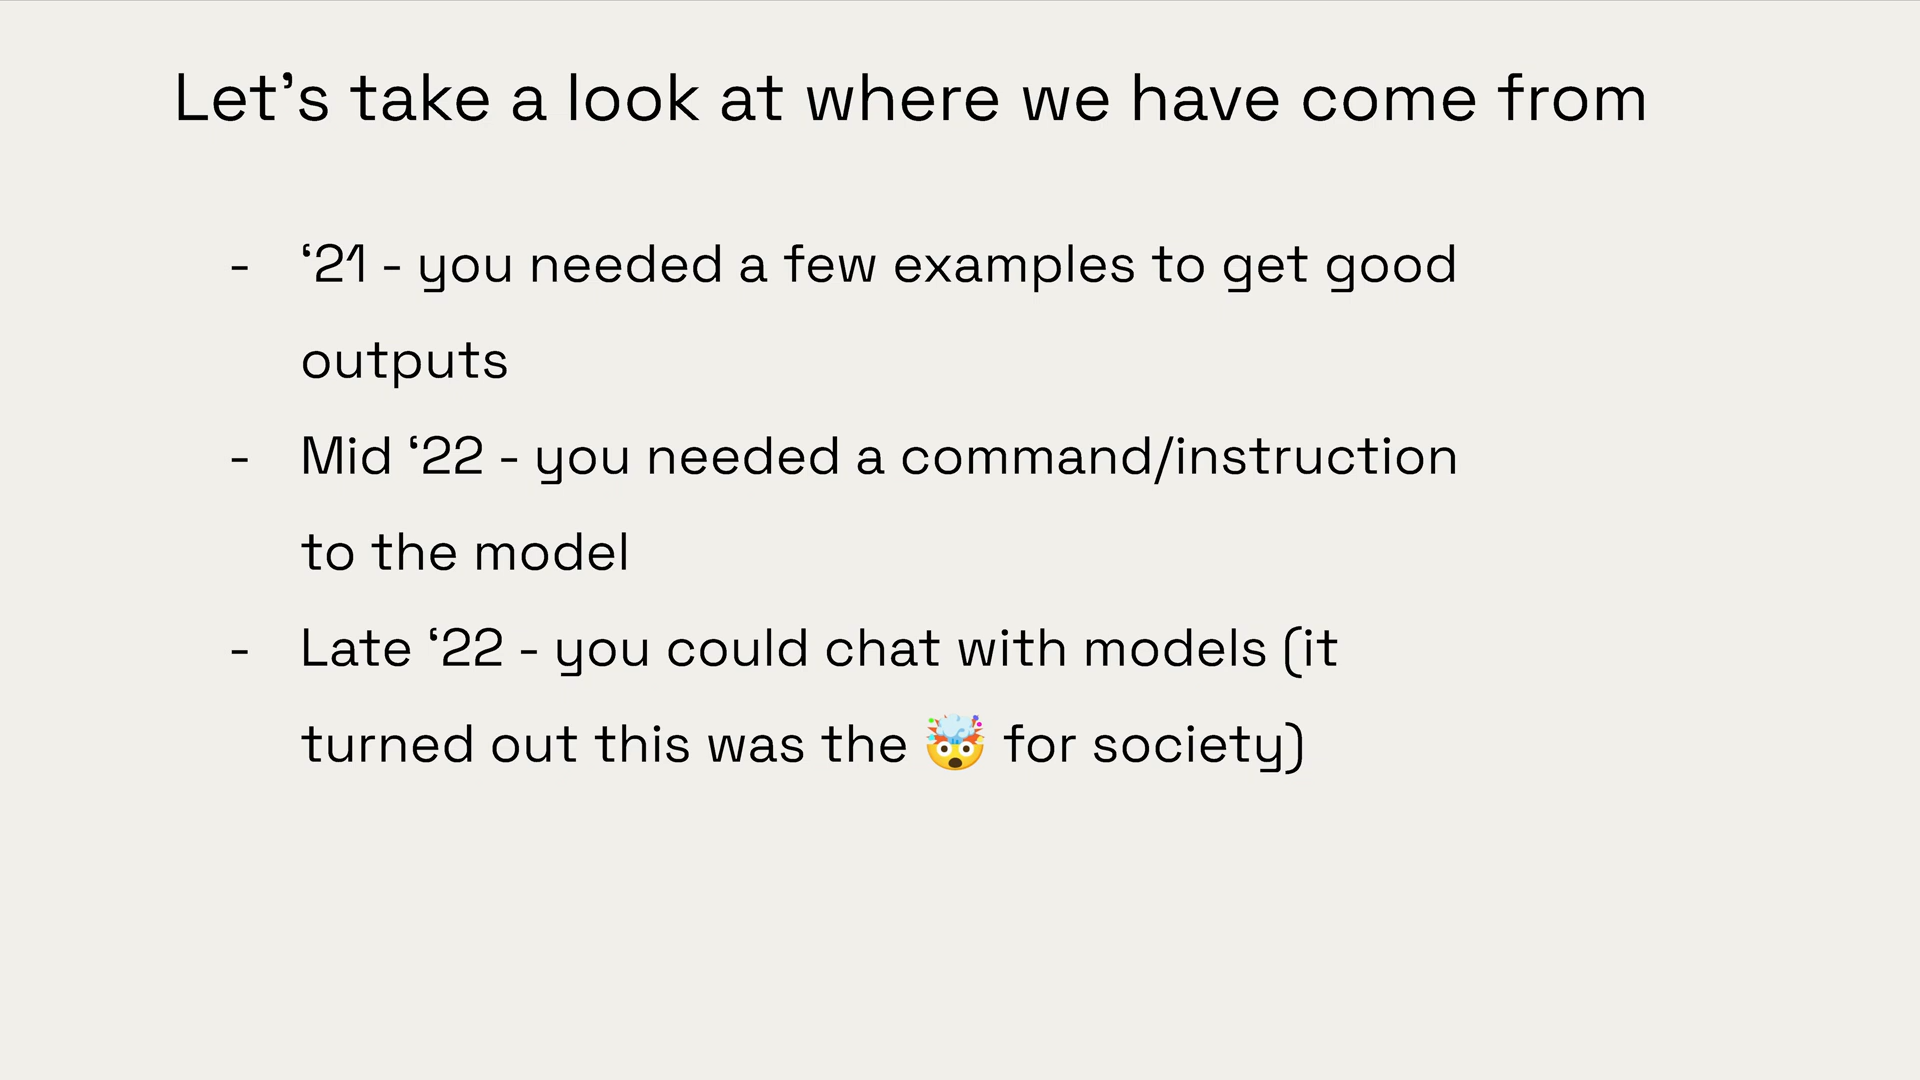 Let’s take a look at where we have come from
- ‘21 - you needed a few examples to get good
outputs
- Mid ‘22 - you needed a command/instruction
to the model
- Late ‘22 - you could chat with models (it
turned out this was the 🤯 for society)